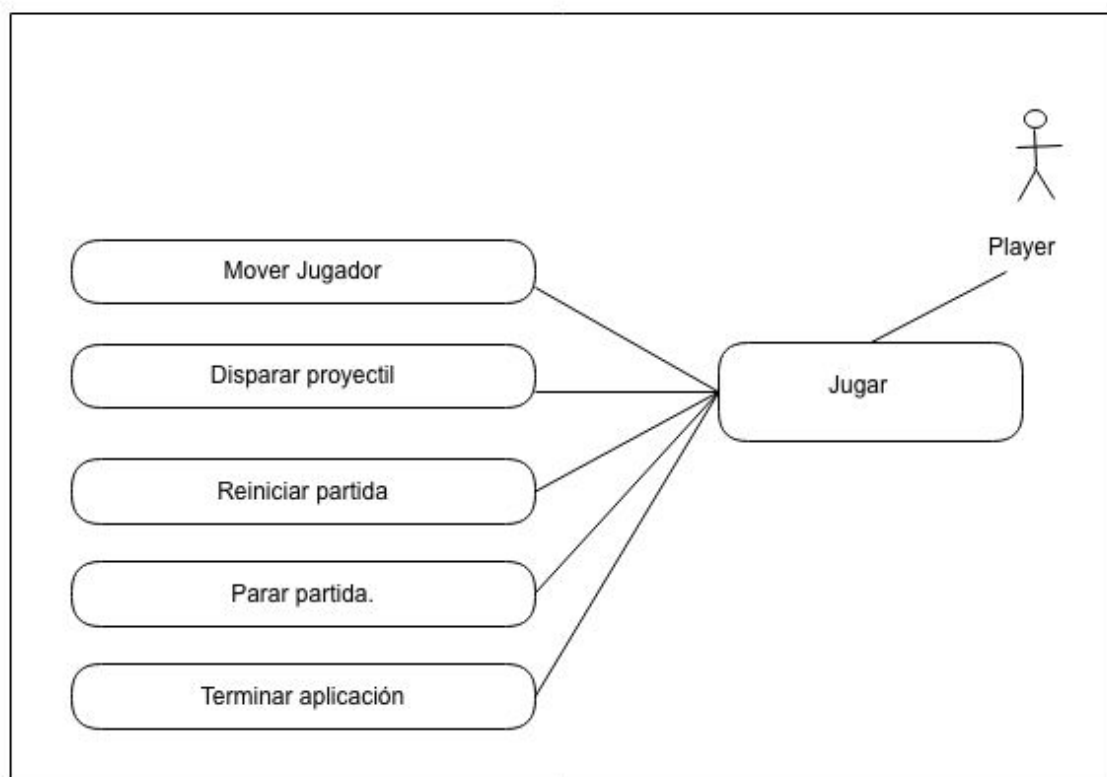 Player
Mover Jugador
Disparar proyectil
Jugar
Reiniciar partida
Parar partida.
Terminar aplicación